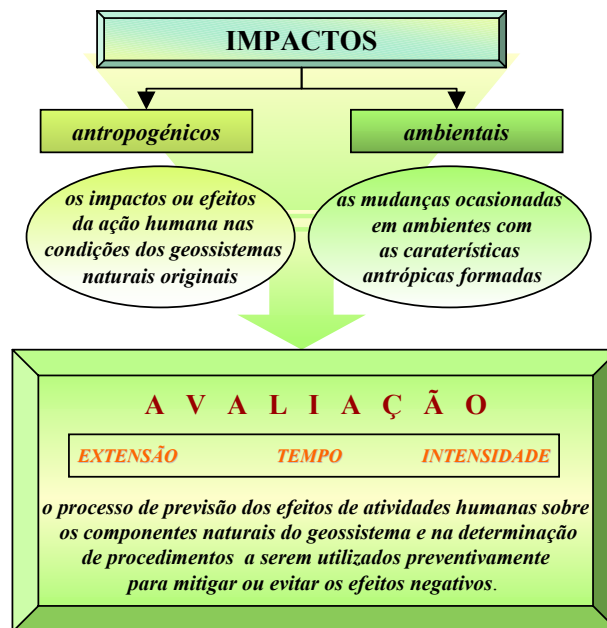 IMPACTOS
antropogénicos
ambientais
os impactos ou efeitos
da ação humana nas
condições dos geossistemas
naturais originais
as mudanças ocasionadas
em ambientes com
as caraterísticas
antrópicas formadas
A V A L I A Ç Ã O
EXTENSÃO TEMPO INTENSIDADE
o processo de previsão dos efeitos de atividades humanas sobre
os componentes naturais do geossistema e na determinação
de procedimentos a serem utilizados preventivamente
para mitigar ou evitar os efeitos negativos.